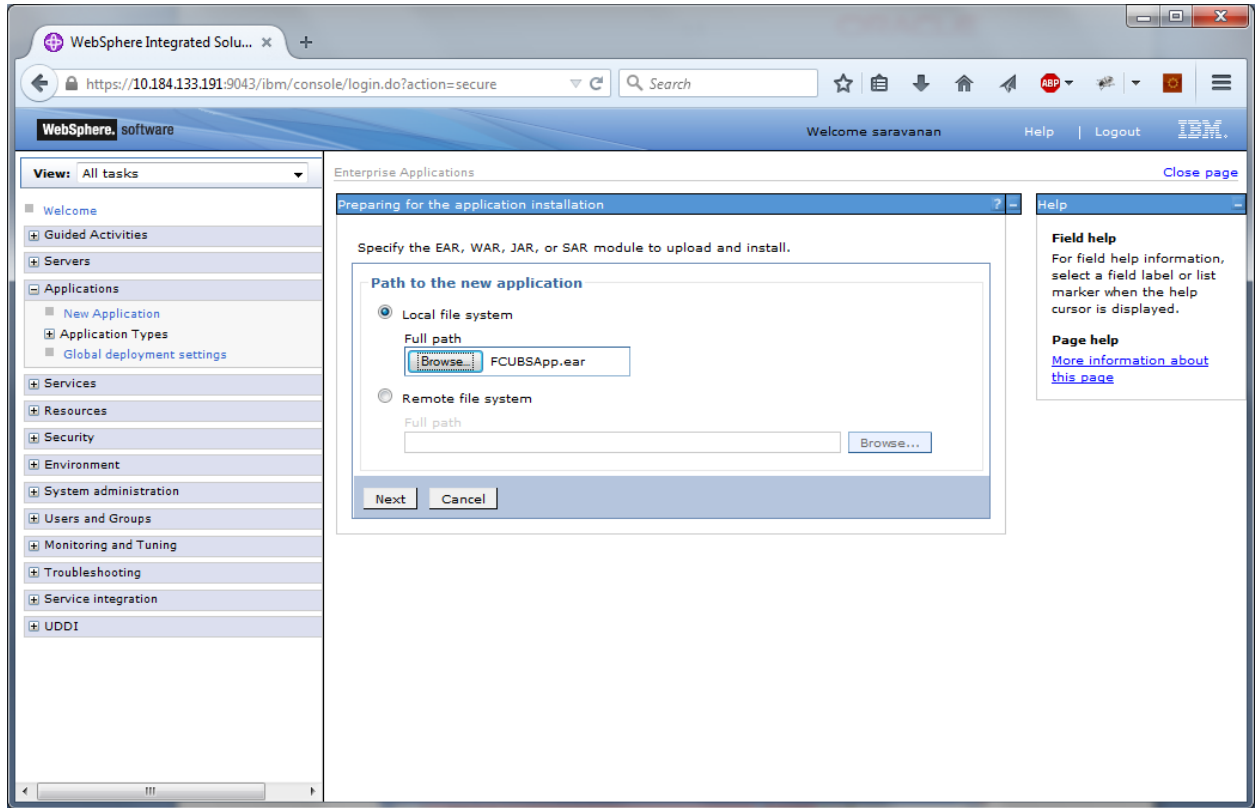 ORACLE
WebSphere Integrated Solu...
https://10.184.133.191:9043/ibm/console/login.do?action=secure
Search
ABP
WebSphere. software
Welcome saravanan
Help | Logout
IBM.
View: All tasks
Welcome
Guided Activities
Servers
Applications
New Application
Application Types
Global deployment settings
Services
Resources
Security
Environment
System administration
Users and Groups
Monitoring and Tuning
Troubleshooting
Service integration
UDDI
Enterprise Applications
Close page
Preparing for the application installation
? -
Specify the EAR, WAR, JAR, or SAR module to upload and install.
Path to the new application
Local file system
Full path
Browse... FCUBSApp.ear
Remote file system
Full path
Browse...
Next Cancel
Help
Field help
For field help information,
select a field label or list
marker when the help
cursor is displayed.
Page help
More information about
this page